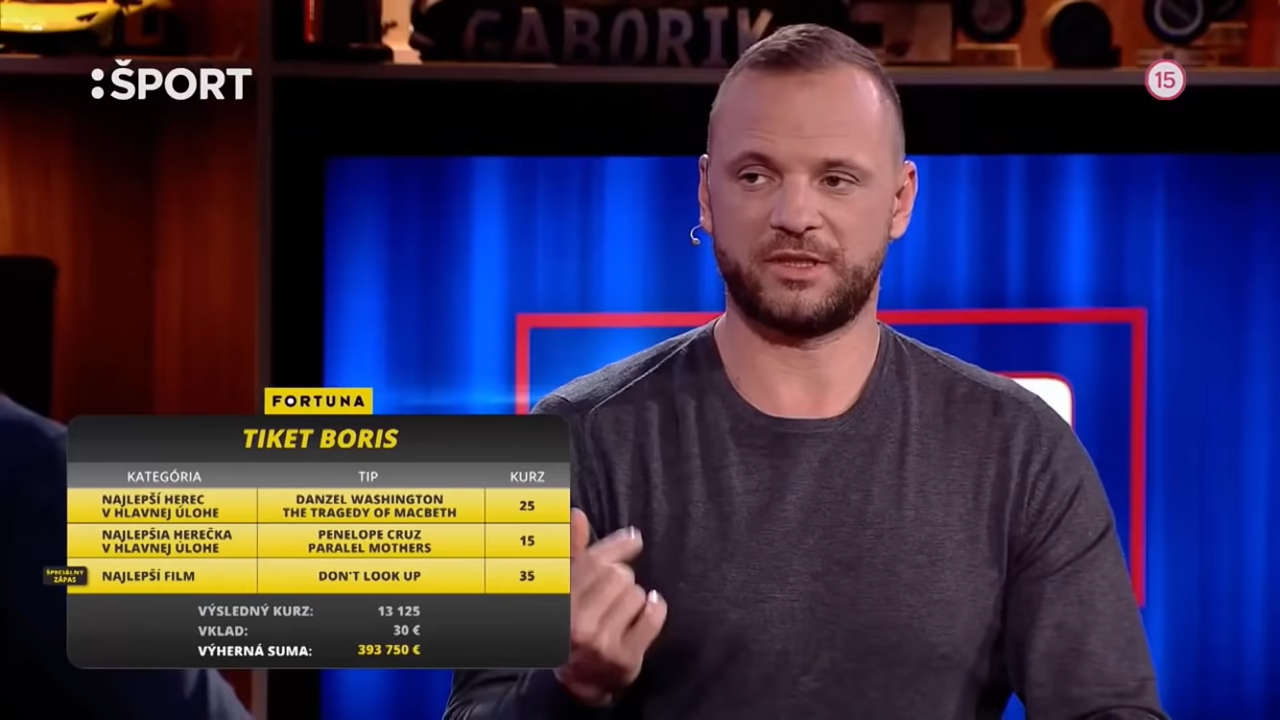 GABORIK
:ŠPORT
15
FORTUNA
TIKET BORIS
KATEGÓRIA TIP KURZ
NAJLEPŠÍ HEREC
V HLAVNEJ ÚLOHE
DANZEL WASHINGTON
THE TRAGEDY OF MACBETH
25
NAJLEPŠIA HEREČKA
V HLAVNEJ ÚLOHE
PENELOPE CRUZ
PARALEL MOTHERS
15
ŠPECIÁLNY
ZÁPAS
NAJLEPŠÍ FILM DON'T LOOK UP 35
VÝSLEDNÝ KURZ: 13 125
VKLAD: 30 €
VÝHERNÁ SUMA: 393 750 €